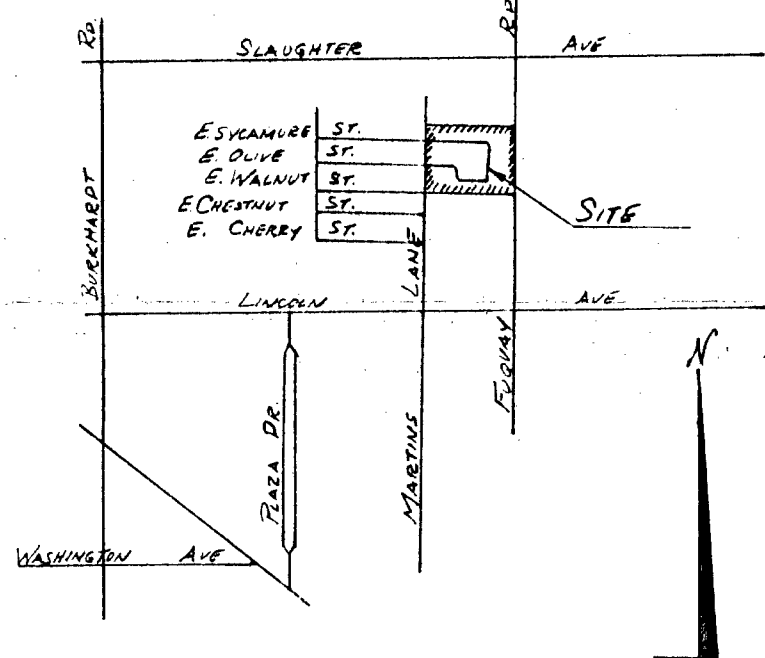 RD.
RD
SLAUGHTER AVE
E. SYCAMORE ST.
E. OLIVE ST.
E. WALNUT ST.
E. CHESTNUT ST.
E. CHERRY ST.
SITE
BURKHARDT
LANE
LINCOLN AVE
FUQUAY
N
PLAZA DR.
MARTINS
WASHINGTON AVE